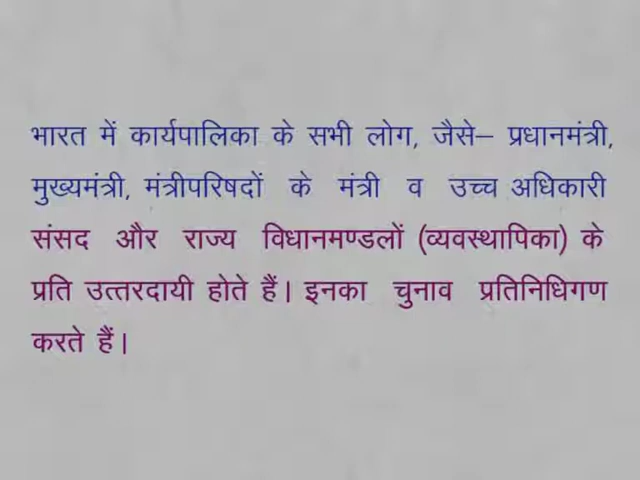 भारत में कार्यपालिका के सभी लोग, जैसे– प्रधानमंत्री,
मुख्यमंत्री, मंत्रीपरिषदों के मंत्री व उच्च अधिकारी
संसद और राज्य विधानमण्डलों (व्यवस्थापिका) के
प्रति उत्तरदायी होते हैं। इनका चुनाव प्रतिनिधिगण
करते हैं।